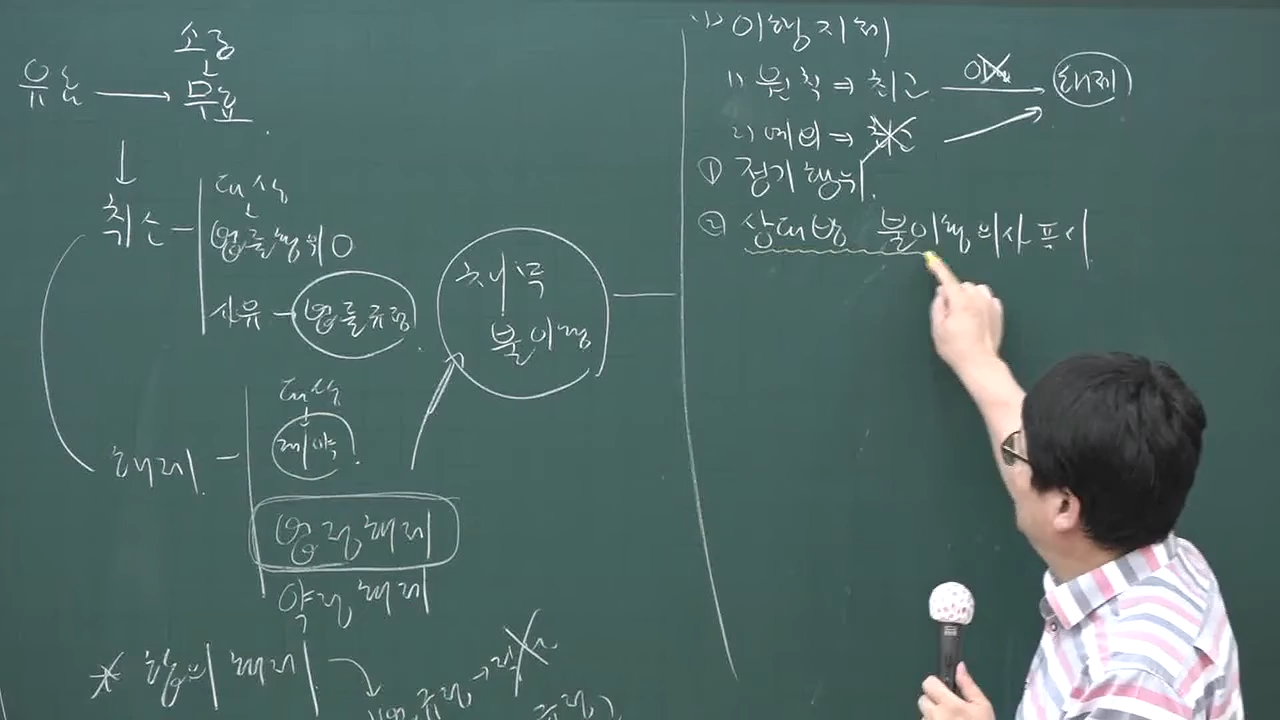 소급
유효 → 무효
취소 - 대상
법률행위 O
사유 - 법률규정
해제 - 대상
계약
법정해제
약정해제
* 합의해제
채무
불이행
(1) 이행지체
1) 원칙 ⇒ 최고 → 해제
2) 예외 ⇒ 최고
① 정기행위
② 상대방 불이행의사표시